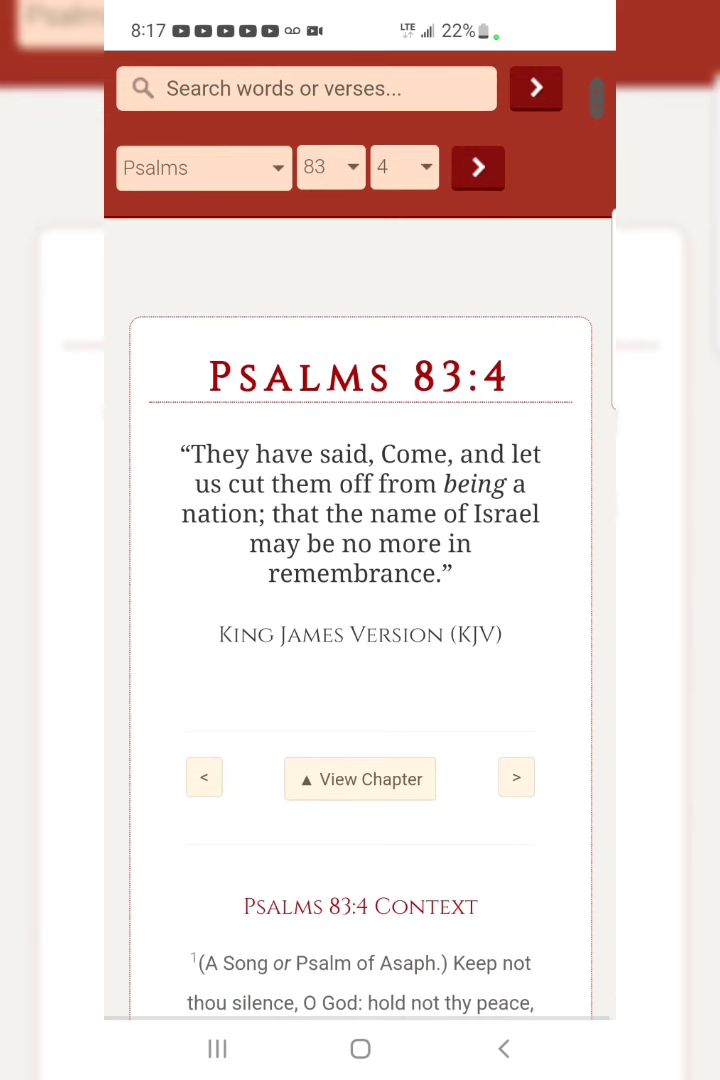 8:17 LTE 22%
Search words or verses...
Psalms 83 4
PSALMS 83:4
“They have said, Come, and let
us cut them off from being a
nation; that the name of Israel
may be no more in
remembrance.”
KING JAMES VERSION (KJV)
< ▲ View Chapter >
PSALMS 83:4 CONTEXT
1(A Song or Psalm of Asaph.) Keep not
thou silence, O God: hold not thy peace,